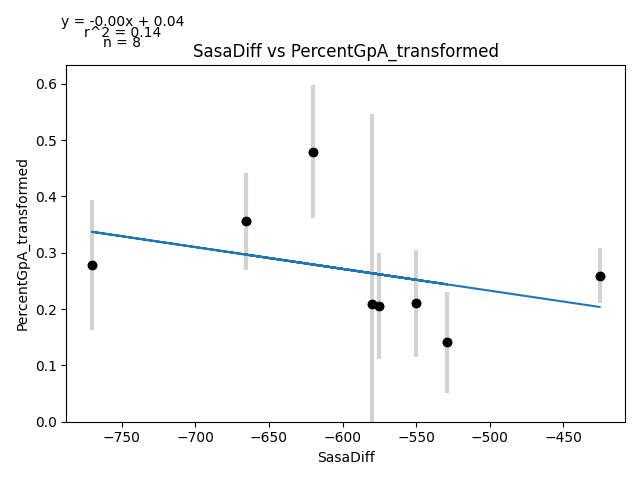 y = -0.00x + 0.04
r^2 = 0.14
n = 8
SasaDiff vs PercentGpA_transformed
PercentGpA_transformed
0.6
0.5
0.4
0.3
0.2
0.1
0.0
−750
−700
−650
−600
−550
−500
−450
SasaDiff